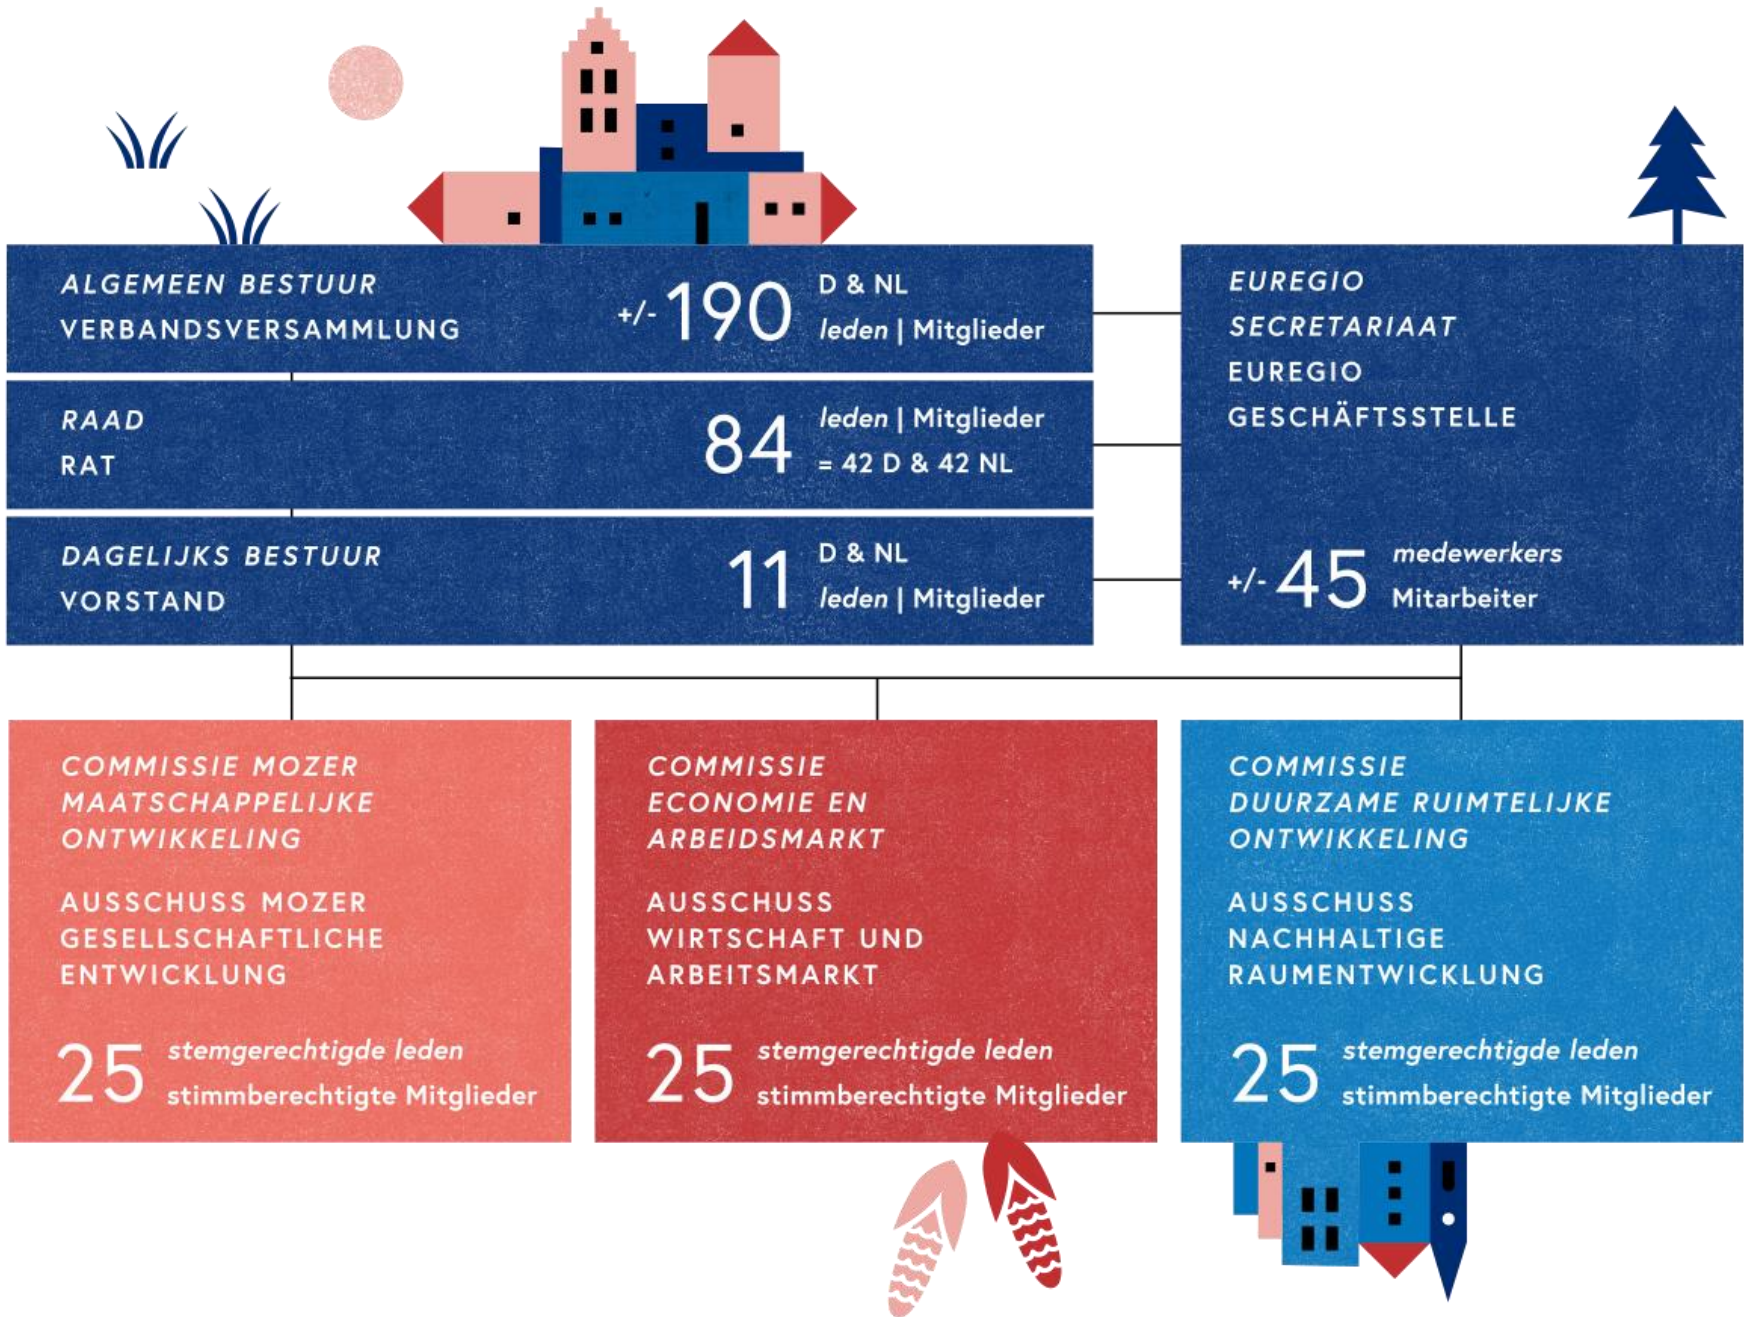 ALGEMEEN BESTUUR
VERBANDSVERSAMMLUNG
+/- 190
D & NL
leden | Mitglieder
RAAD
RAT
84
leden | Mitglieder
= 42 D & 42 NL
DAGELIJKS BESTUUR
VORSTAND
11
D & NL
leden | Mitglieder
EUREGIO
SECRETARIAAT
EUREGIO
GESCHÄFTSSTELLE
+/- 45
medewerkers
Mitarbeiter
COMMISSIE MOZER
MAATSCHAPPELIJKE
ONTWIKKELING
AUSSCHUSS MOZER
GESELLSCHAFTLICHE
ENTWICKLUNG
25
stemgerechtigde leden
stimmberechtigte Mitglieder
COMMISSIE
ECONOMIE EN
ARBEIDSMARKT
AUSSCHUSS
WIRTSCHAFT UND
ARBEITSMARKT
25
stemgerechtigde leden
stimmberechtigte Mitglieder
COMMISSIE
DUURZAME RUIMTELIJKE
ONTWIKKELING
AUSSCHUSS
NACHHALTIGE
RAUMENTWICKLUNG
25
stemgerechtigde leden
stimmberechtigte Mitglieder